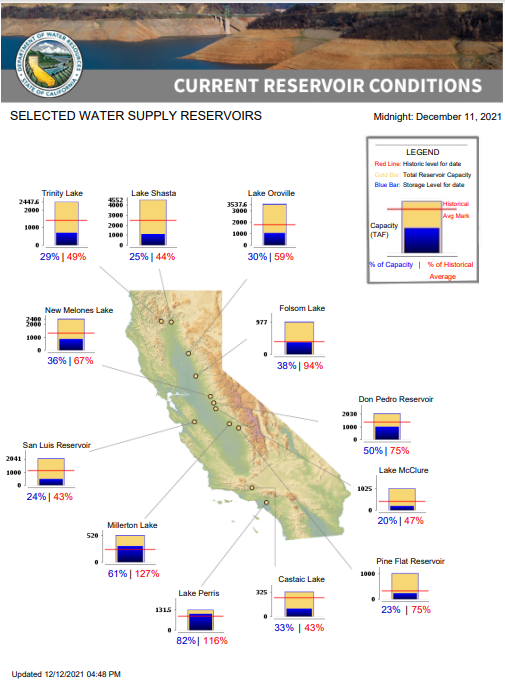 DEPARTMENT OF WATER RESOURCES
STATE OF CALIFORNIA
CURRENT RESERVOIR CONDITIONS
SELECTED WATER SUPPLY RESERVOIRS
Midnight: December 11, 2021
LEGEND
Red Line: Historic level for date
Gold Bar: Total Reservoir Capacity
Blue Bar: Storage Level for date
Historical
Avg Mark
Capacity
(TAF)
% of Capacity | % of Historical
Average
Trinity Lake
2447.6
2000
1000
0
29% | 49%
Lake Shasta
4552
4000
3000
2000
1000
0
25% | 44%
Lake Oroville
3537.6
3000
2000
1000
0
30% | 59%
New Melones Lake
2400
2000
1000
0
36% | 67%
Folsom Lake
977
0
38% | 94%
Don Pedro Reservoir
2030
1000
0
50% | 75%
San Luis Reservoir
2041
1000
0
24% | 43%
Lake McClure
1025
0
20% | 47%
Millerton Lake
520
0
61% | 127%
Pine Flat Reservoir
1000
0
23% | 75%
Lake Perris
131.5
0
82% | 116%
Castaic Lake
325
0
33% | 43%
Updated 12/12/2021 04:48 PM